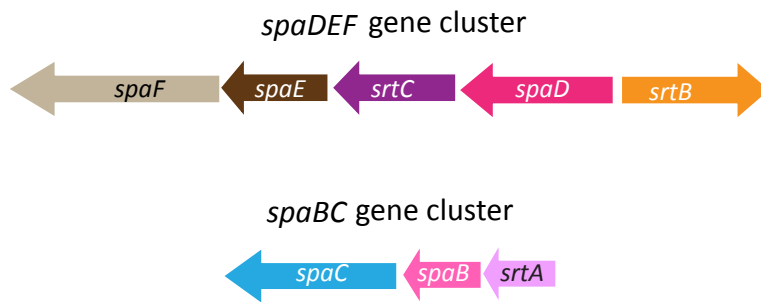 spaDEF gene cluster
spaF spaE srtC spaD srtB
spaBC gene cluster
spaC spaB srtA